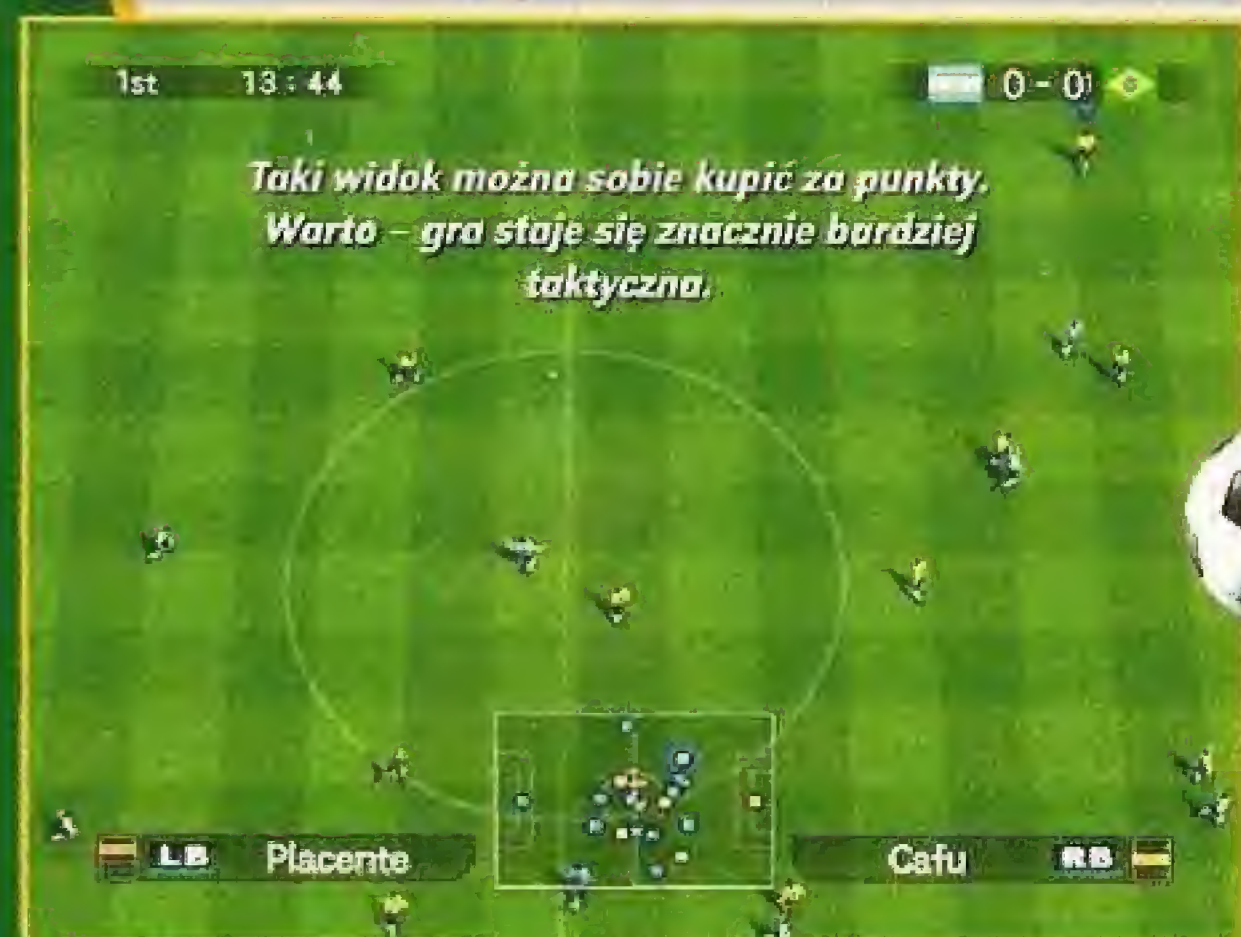 1st 13:44 0-0
Taki widok można sobie kupić za punkty.
Warto – gra staje się znacznie bardziej
taktyczna.
LB Placente Cafu RB